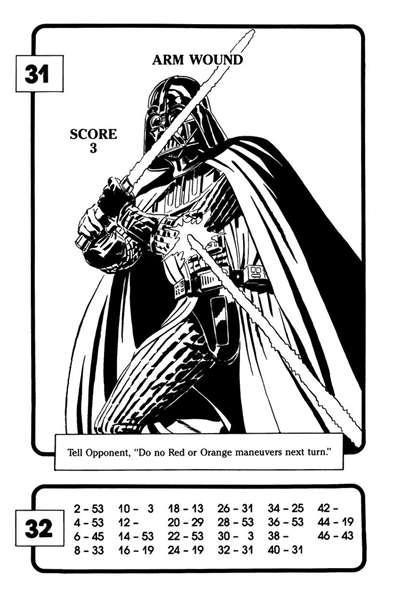 31
ARM WOUND
SCORE
3
Tell Opponent, “Do no Red or Orange maneuvers next turn.”
32
2 – 53 10 – 3 18 – 13 26 – 31 34 – 25 42 –
4 – 53 12 – 20 – 29 28 – 53 36 – 53 44 – 19
6 – 45 14 – 53 22 – 53 30 – 3 38 – 46 – 43
8 – 33 16 – 19 24 – 19 32 – 31 40 – 31